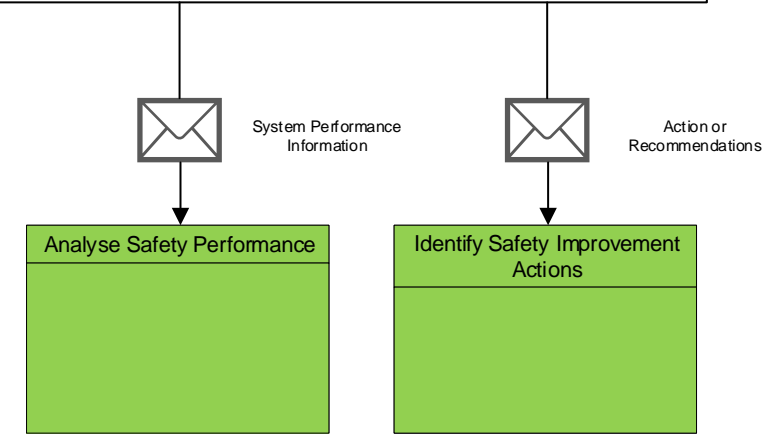 System Performance
Information
Action or
Recommendations
Analyse Safety Performance
Identify Safety Improvement
Actions